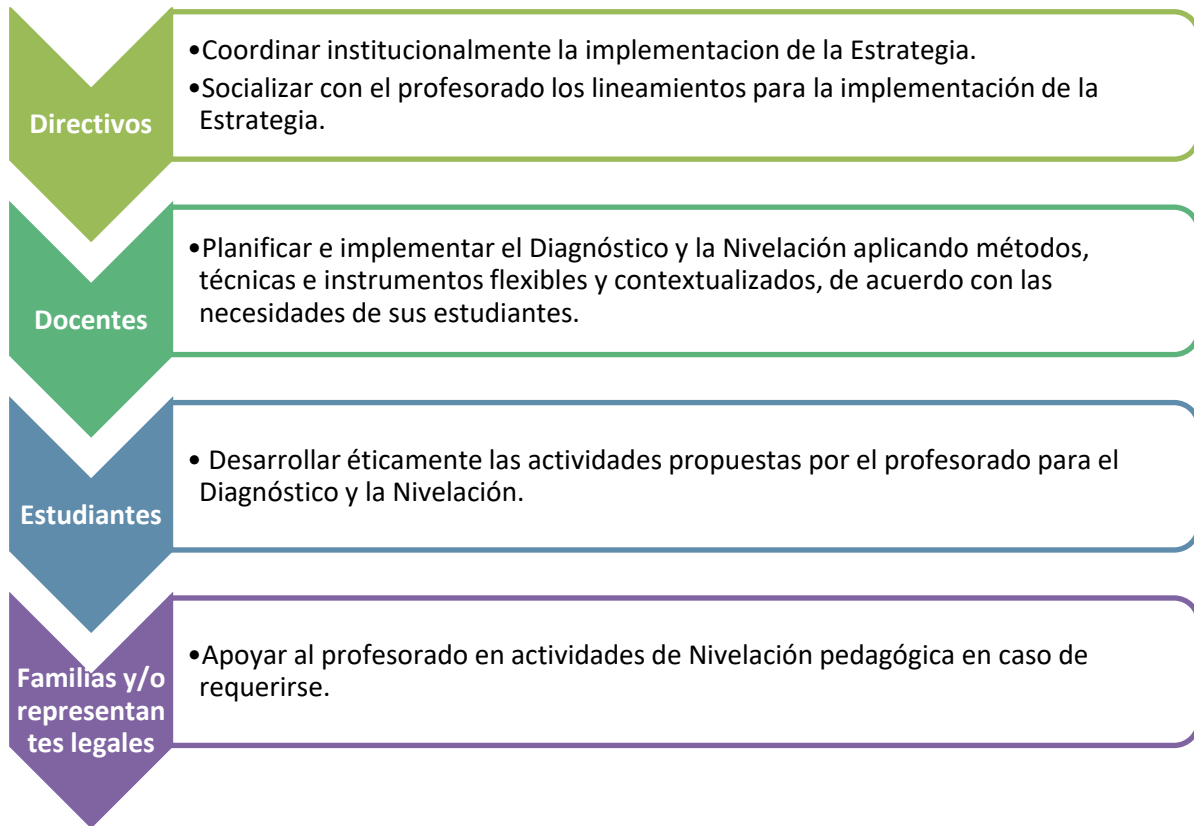 Directivos
•Coordinar institucionalmente la implementacion de la Estrategia.
•Socializar con el profesorado los lineamientos para la implementación de la
Estrategia.
Docentes
•Planificar e implementar el Diagnóstico y la Nivelación aplicando métodos,
técnicas e instrumentos flexibles y contextualizados, de acuerdo con las
necesidades de sus estudiantes.
Estudiantes
• Desarrollar éticamente las actividades propuestas por el profesorado para el
Diagnóstico y la Nivelación.
Familias y/o
representan
tes legales
•Apoyar al profesorado en actividades de Nivelación pedagógica en caso de
requerirse.